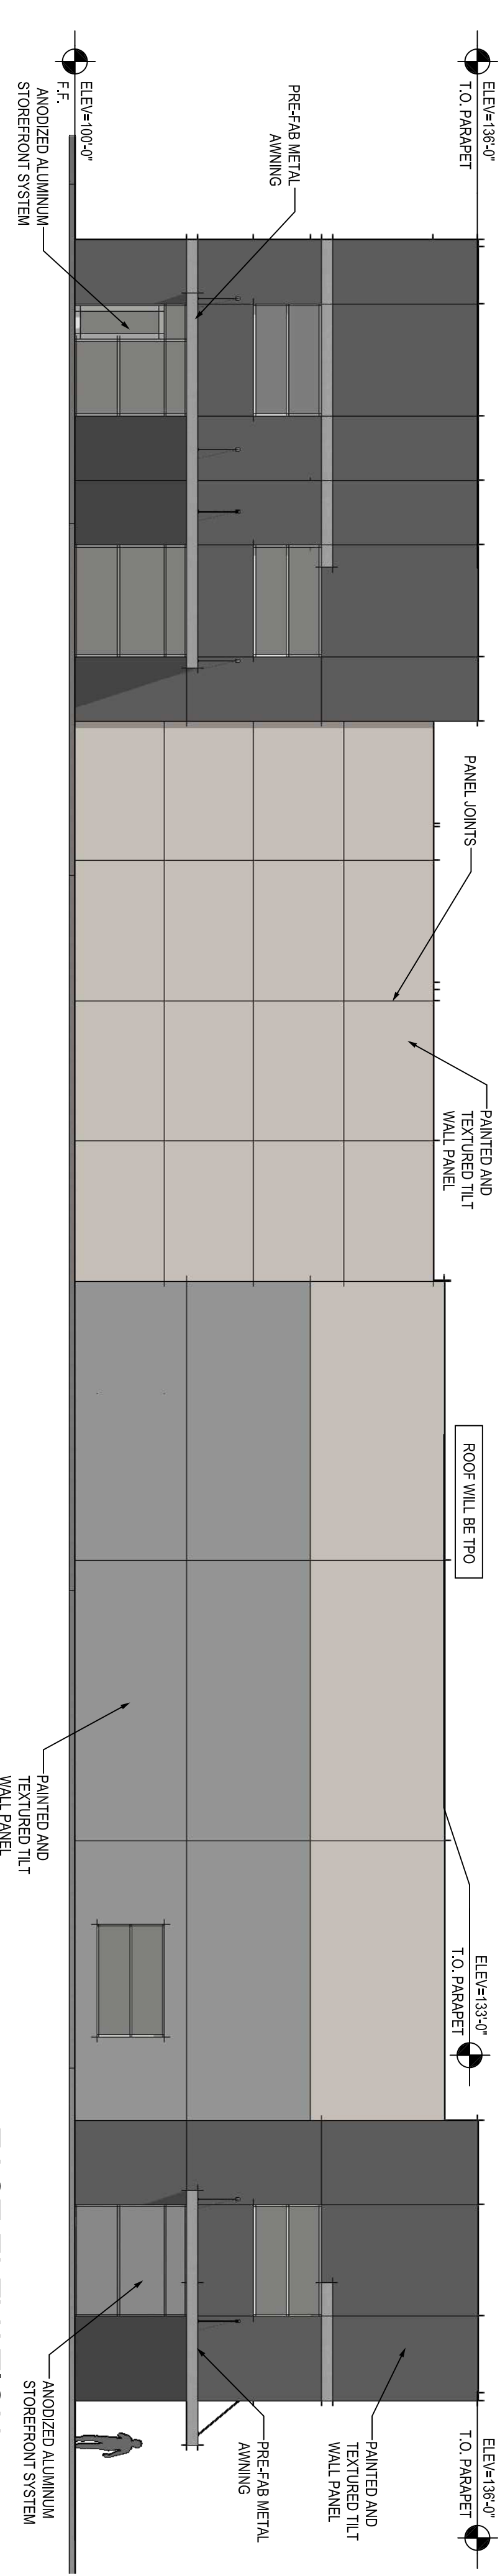 ELEV=136'-0"
T.O. PARAPET
ELEV=100'-0"
F.F.
ANODIZED ALUMINUM
STOREFRONT SYSTEM
PRE-FAB METAL
AWNING
PANEL JOINTS
PAINTED AND
TEXTURED TILT
WALL PANEL
ROOF WILL BE TPO
PAINTED AND
TEXTURED TILT
WALL PANEL
ELEV=133'-0"
T.O. PARAPET
ELEV=136'-0"
T.O. PARAPET
PAINTED AND
TEXTURED TILT
WALL PANEL
PRE-FAB METAL
AWNING
ANODIZED ALUMINUM
STOREFRONT SYSTEM